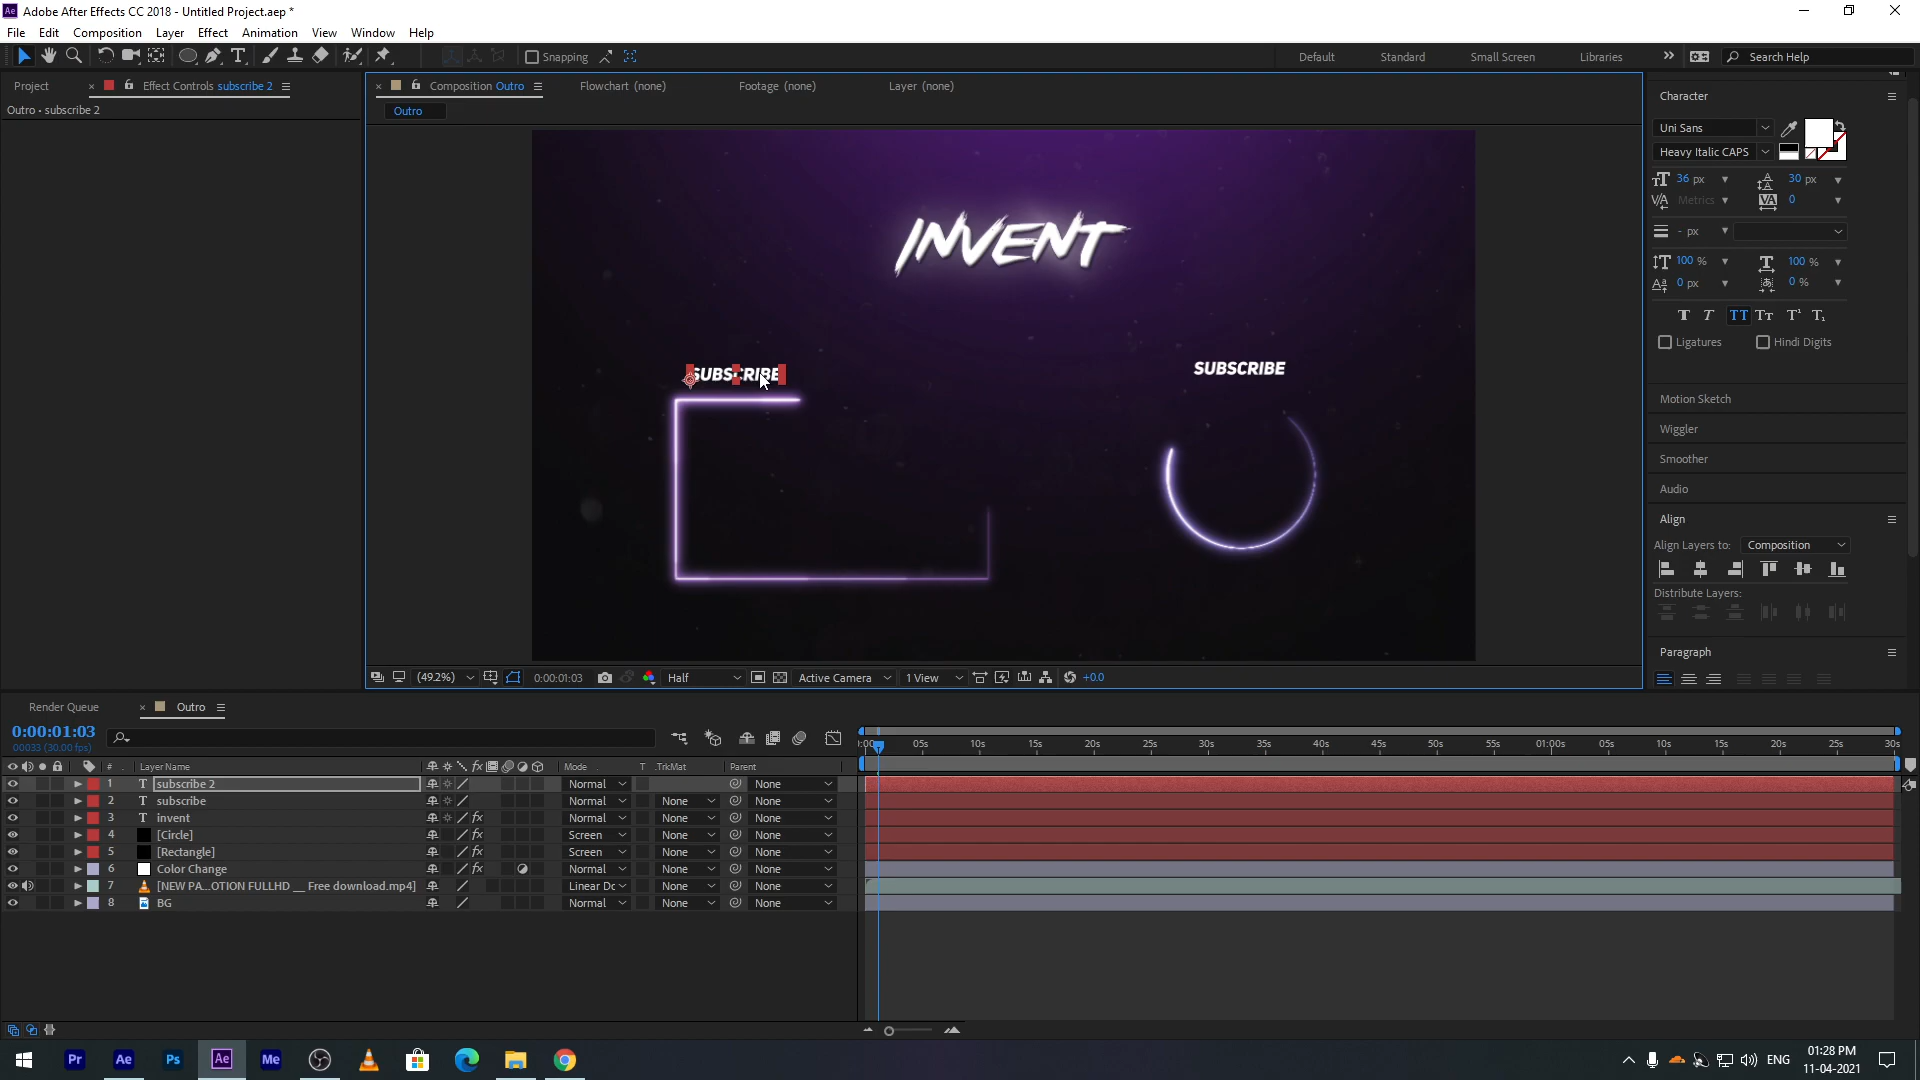 Ae Adobe After Effects CC 2018 - Untitled Project.aep *
File Edit Composition Layer Effect Animation View Window Help
Snapping Default Standard Small Screen Libraries Search Help
Project Effect Controls subscribe 2
Outro • subscribe 2
Composition Outro Flowchart (none) Footage (none) Layer (none)
Outro
INVENT
SUBSCRIBE
SUBSCRIBE
(49.2%) 0:00:01:03 Half Active Camera 1 View +0.0
Character
Uni Sans
Heavy Italic CAPS
36 px 30 px
Metrics 0
- px
100 % 100 %
0 px 0 %
Ligatures Hindi Digits
Motion Sketch
Wiggler
Smoother
Audio
Align
Align Layers to: Composition
Distribute Layers:
Paragraph
Render Queue Outro
0:00:01:03
00033 (30.00 fps)
05s 10s 15s 20s 25s 30s 35s 40s 45s 50s 55s 01:00s 05s 10s 15s 20s 25s 30s
# Layer Name Mode T .TrkMat Parent
1 T subscribe 2 Normal None
2 T subscribe Normal None None
3 T invent Normal None None
4 [Circle] Screen None None
5 [Rectangle] Screen None None
6 Color Change Normal None None
7 [NEW PA...OTION FULLHD __ Free download.mp4] Linear Dc None None
8 BG Normal None None
Pr Ae Ps Ae Me
ENG
01:28 PM
11-04-2021